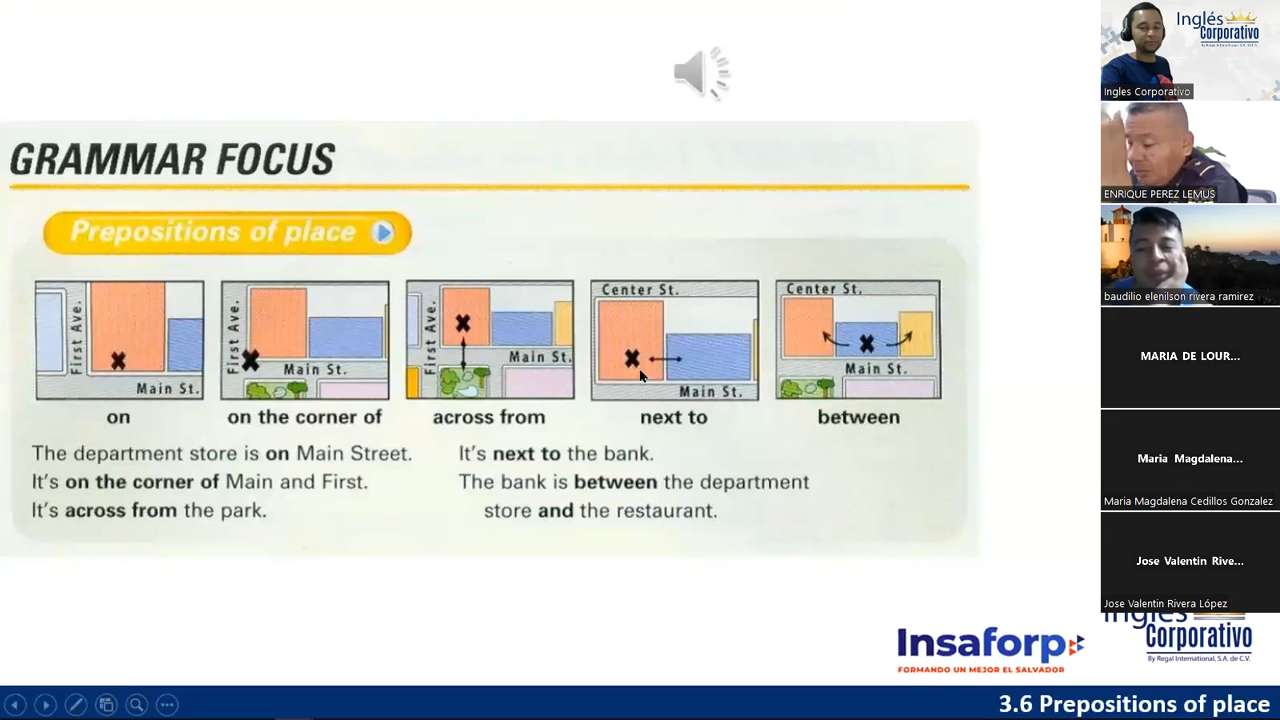 GRAMMAR FOCUS
Prepositions of place
First Ave.
Main St.
on
First Ave.
Main St.
on the corner of
First Ave.
Main St.
across from
Center St.
Main St.
next to
Center St.
Main St.
between
The department store is on Main Street.
It's on the corner of Main and First.
It's across from the park.
It's next to the bank.
The bank is between the department
store and the restaurant.
Insaforp
FORMANDO UN MEJOR EL SALVADOR
Inglés
Corporativo
By Regal International, S.A. de C.V.
3.6 Prepositions of place
Inglés
Corporativo
Ingles Corporativo
ENRIQUE PEREZ LEMUS
baudilio elenilson rivera ramirez
MARIA DE LOUR...
Maria Magdalena...
Maria Magdalena Cedillos Gonzalez
Jose Valentin Rive...
Jose Valentin Rivera López